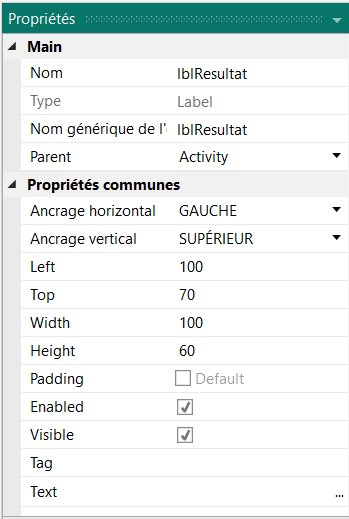 Propriétés
Main
Nom lblResultat
Type Label
Nom générique de l'é lblResultat
Parent Activity
Propriétés communes
Ancrage horizontal GAUCHE
Ancrage vertical SUPÉRIEUR
Left 100
Top 70
Width 100
Height 60
Padding Default
Enabled
Visible
Tag
Text ...